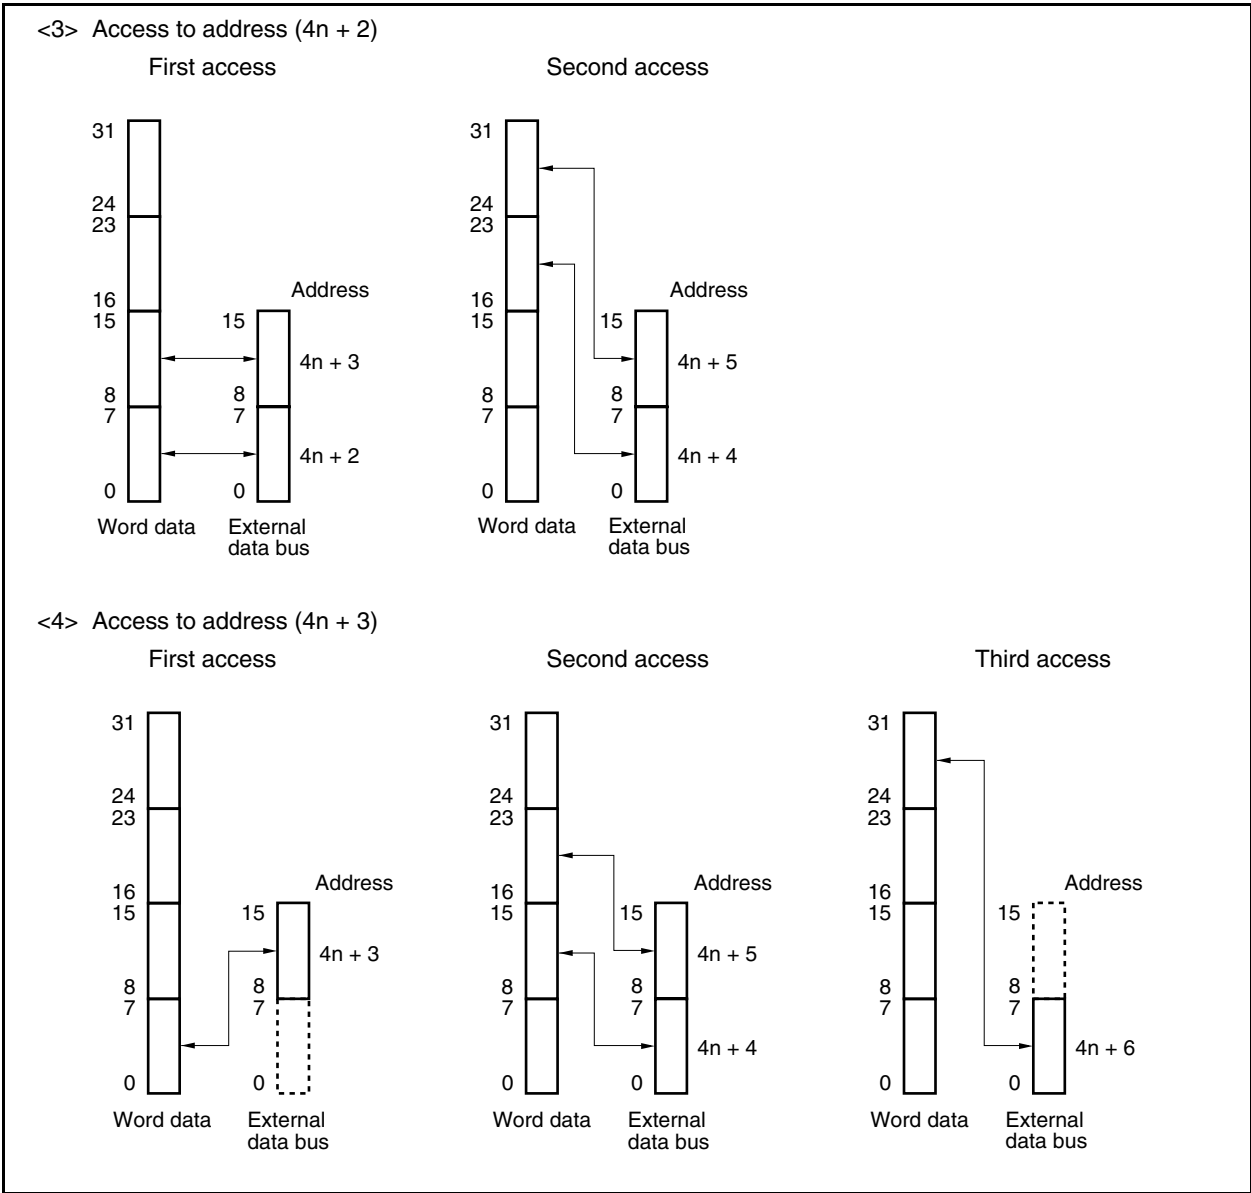 <3> Access to address (4n + 2)
First access
Second access
31
24
23
16
15
8
7
0
Address
15
4n + 3
8
7
4n + 2
0
Word data
External
data bus
31
24
23
16
15
8
7
0
Address
15
4n + 5
8
7
4n + 4
0
Word data
External
data bus
<4> Access to address (4n + 3)
First access
Second access
Third access
31
24
23
16
15
8
7
0
Address
15
4n + 3
8
7
0
Word data
External
data bus
31
24
23
16
15
8
7
0
Address
15
4n + 5
8
7
4n + 4
0
Word data
External
data bus
31
24
23
16
15
8
7
0
Address
15
8
7
4n + 6
0
Word data
External
data bus